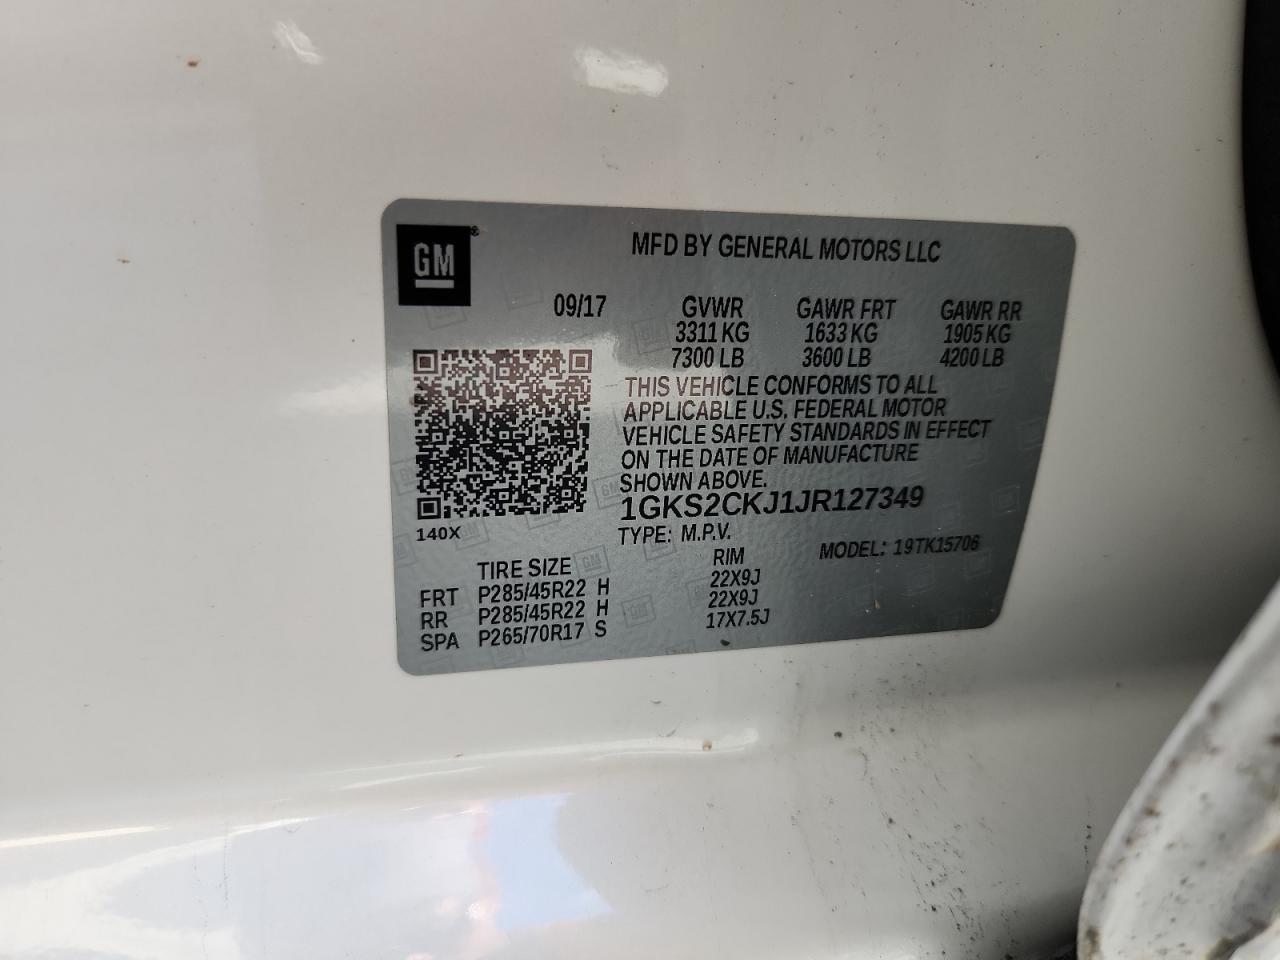 GM®
MFD BY GENERAL MOTORS LLC
09/17 GVWR GAWR FRT GAWR RR
3311 KG 1633 KG 1905 KG
7300 LB 3600 LB 4200 LB
THIS VEHICLE CONFORMS TO ALL
APPLICABLE U.S. FEDERAL MOTOR
VEHICLE SAFETY STANDARDS IN EFFECT
ON THE DATE OF MANUFACTURE
SHOWN ABOVE.
1GKS2CKJ1JR127349
140X
TYPE: M.P.V. MODEL: 19TK15706
TIRE SIZE RIM
FRT P285/45R22 H 22X9J
RR P285/45R22 H 22X9J
SPA P265/70R17 S 17X7.5J